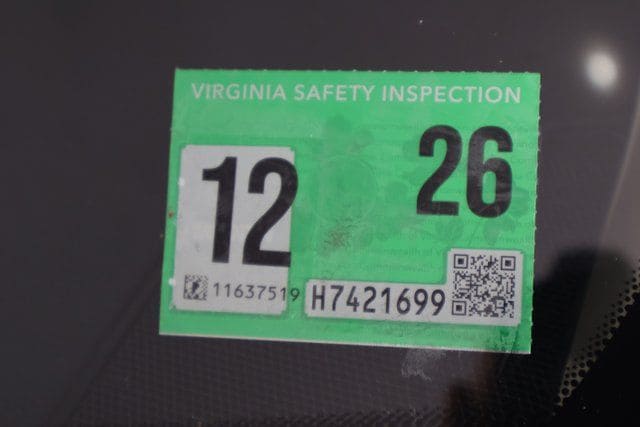 VIRGINIA SAFETY INSPECTION
12 26
11637519 H7421699